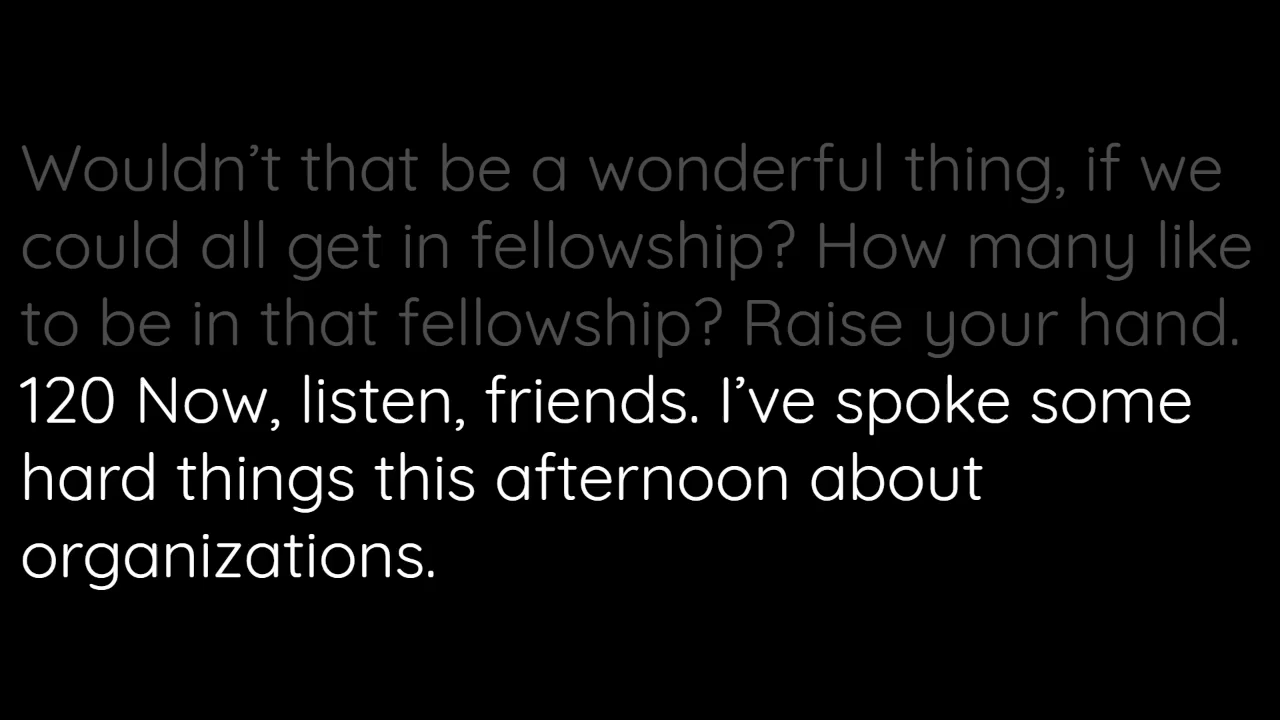 Wouldn’t that be a wonderful thing, if we
could all get in fellowship? How many like
to be in that fellowship? Raise your hand.
120 Now, listen, friends. I’ve spoke some
hard things this afternoon about
organizations.